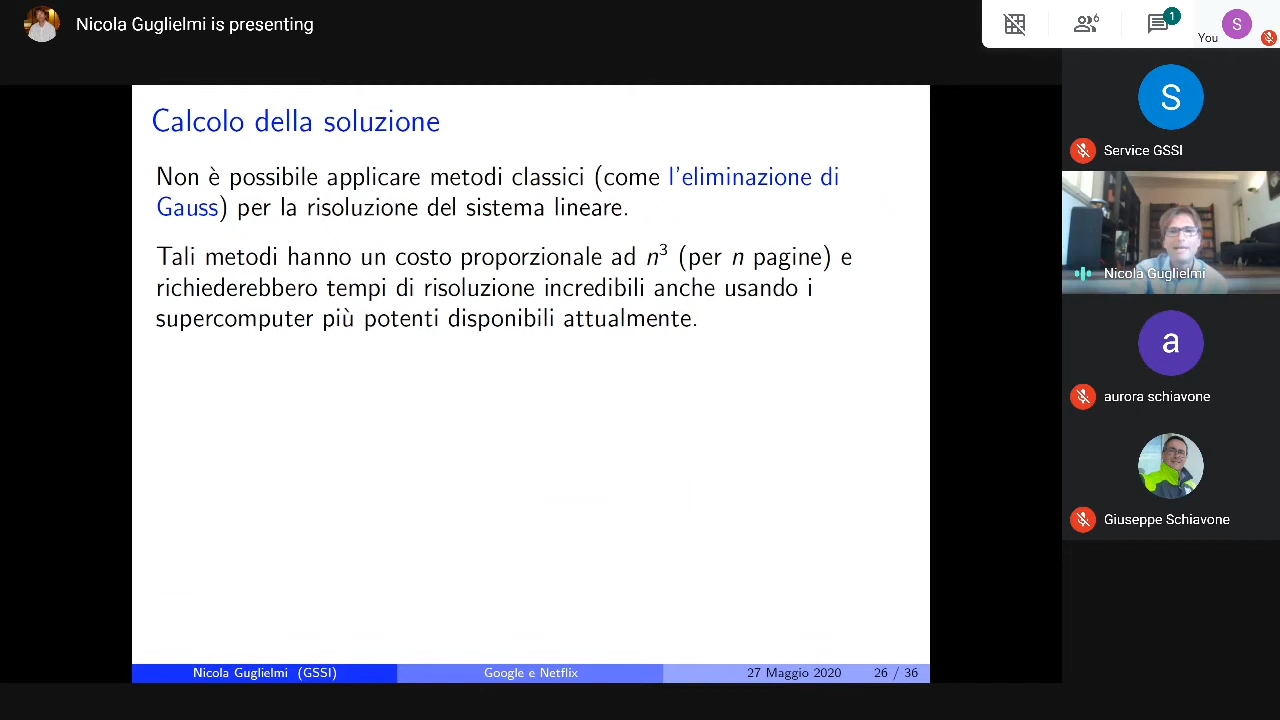 Nicola Guglielmi is presenting
6
1
You
S
S
Service GSSI
Nicola Guglielmi
a
aurora schiavone
Giuseppe Schiavone
Calcolo della soluzione
Non è possibile applicare metodi classici (come l'eliminazione di
Gauss) per la risoluzione del sistema lineare.
Tali metodi hanno un costo proporzionale ad n³ (per n pagine) e
richiederebbero tempi di risoluzione incredibili anche usando i
supercomputer più potenti disponibili attualmente.
Nicola Guglielmi (GSSI) Google e Netflix 27 Maggio 2020 26 / 36